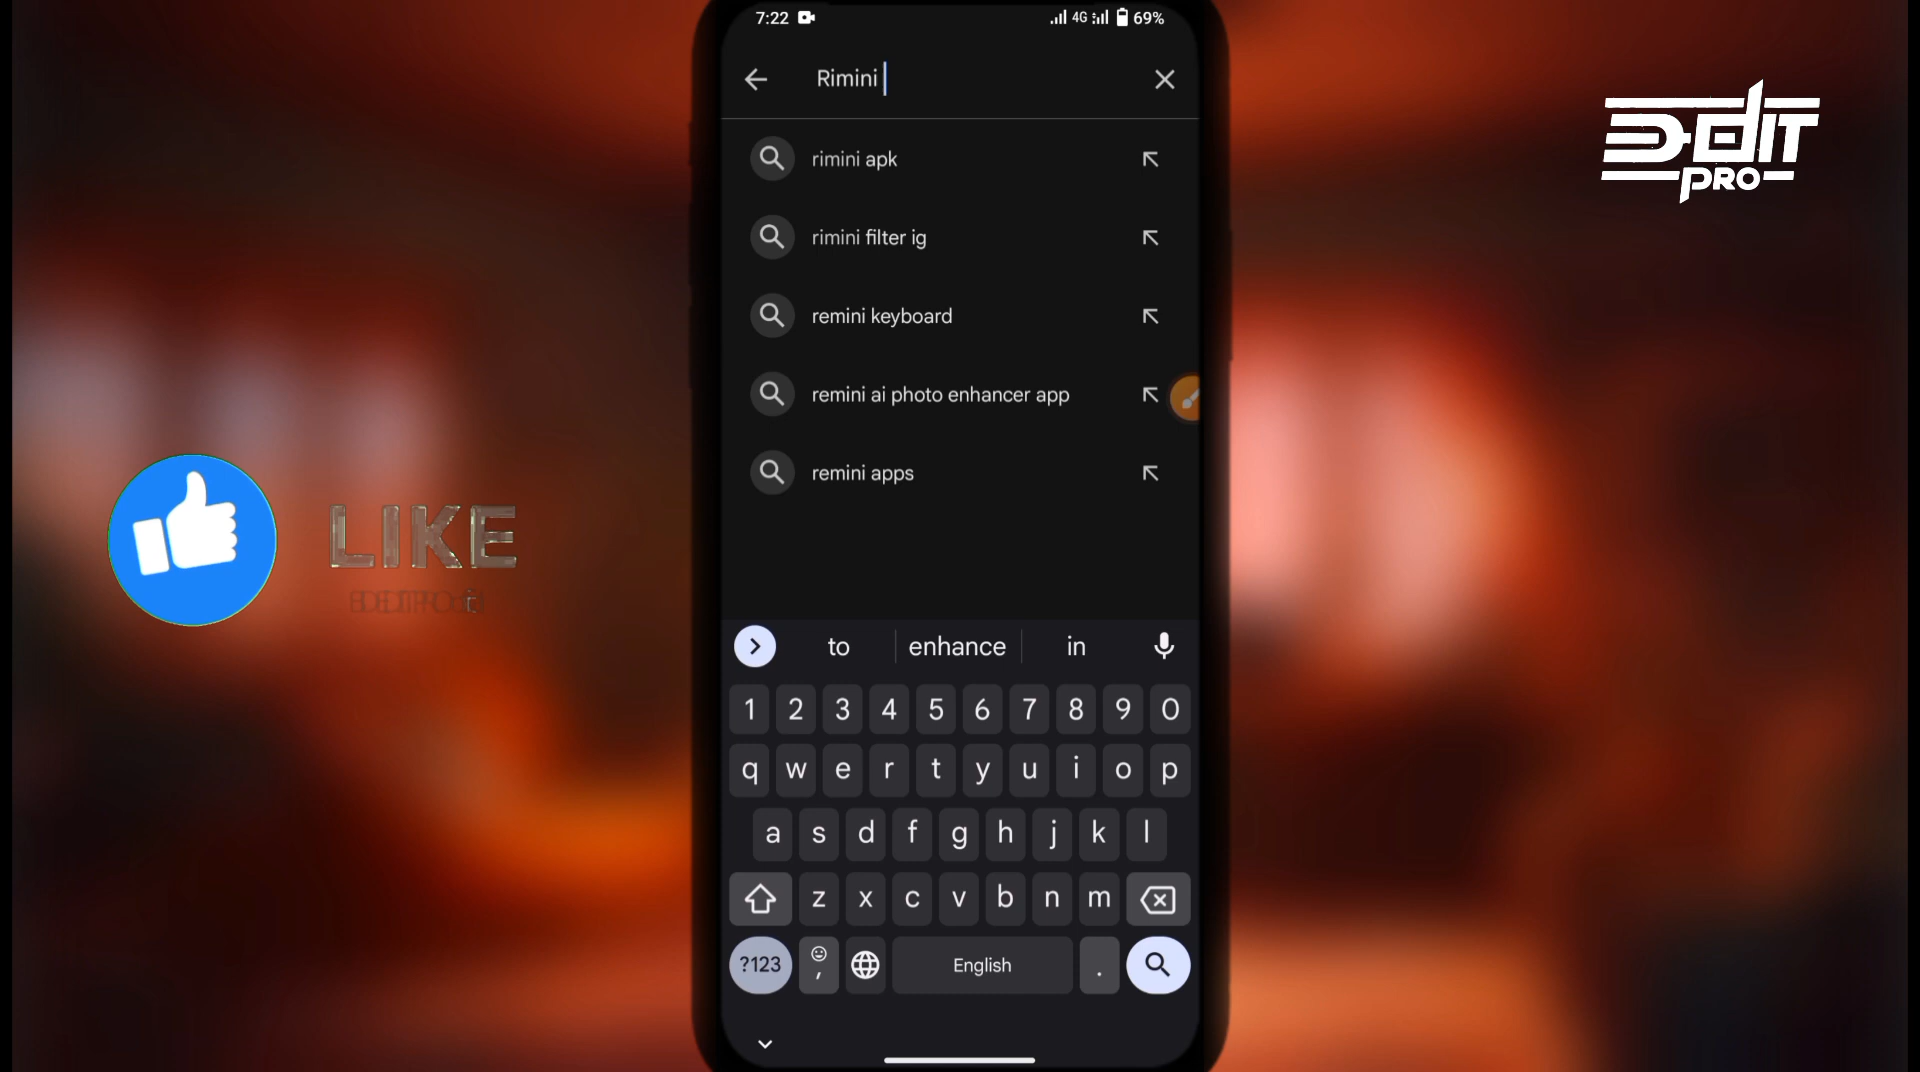 7:22 4G 69%
Rimini
rimini apk
rimini filter ig
remini keyboard
remini ai photo enhancer app
remini apps
to enhance in
1 2 3 4 5 6 7 8 9 0
q w e r t y u i o p
a s d f g h j k l
z x c v b n m
?123 , English .
LIKE
EDIT
PRO